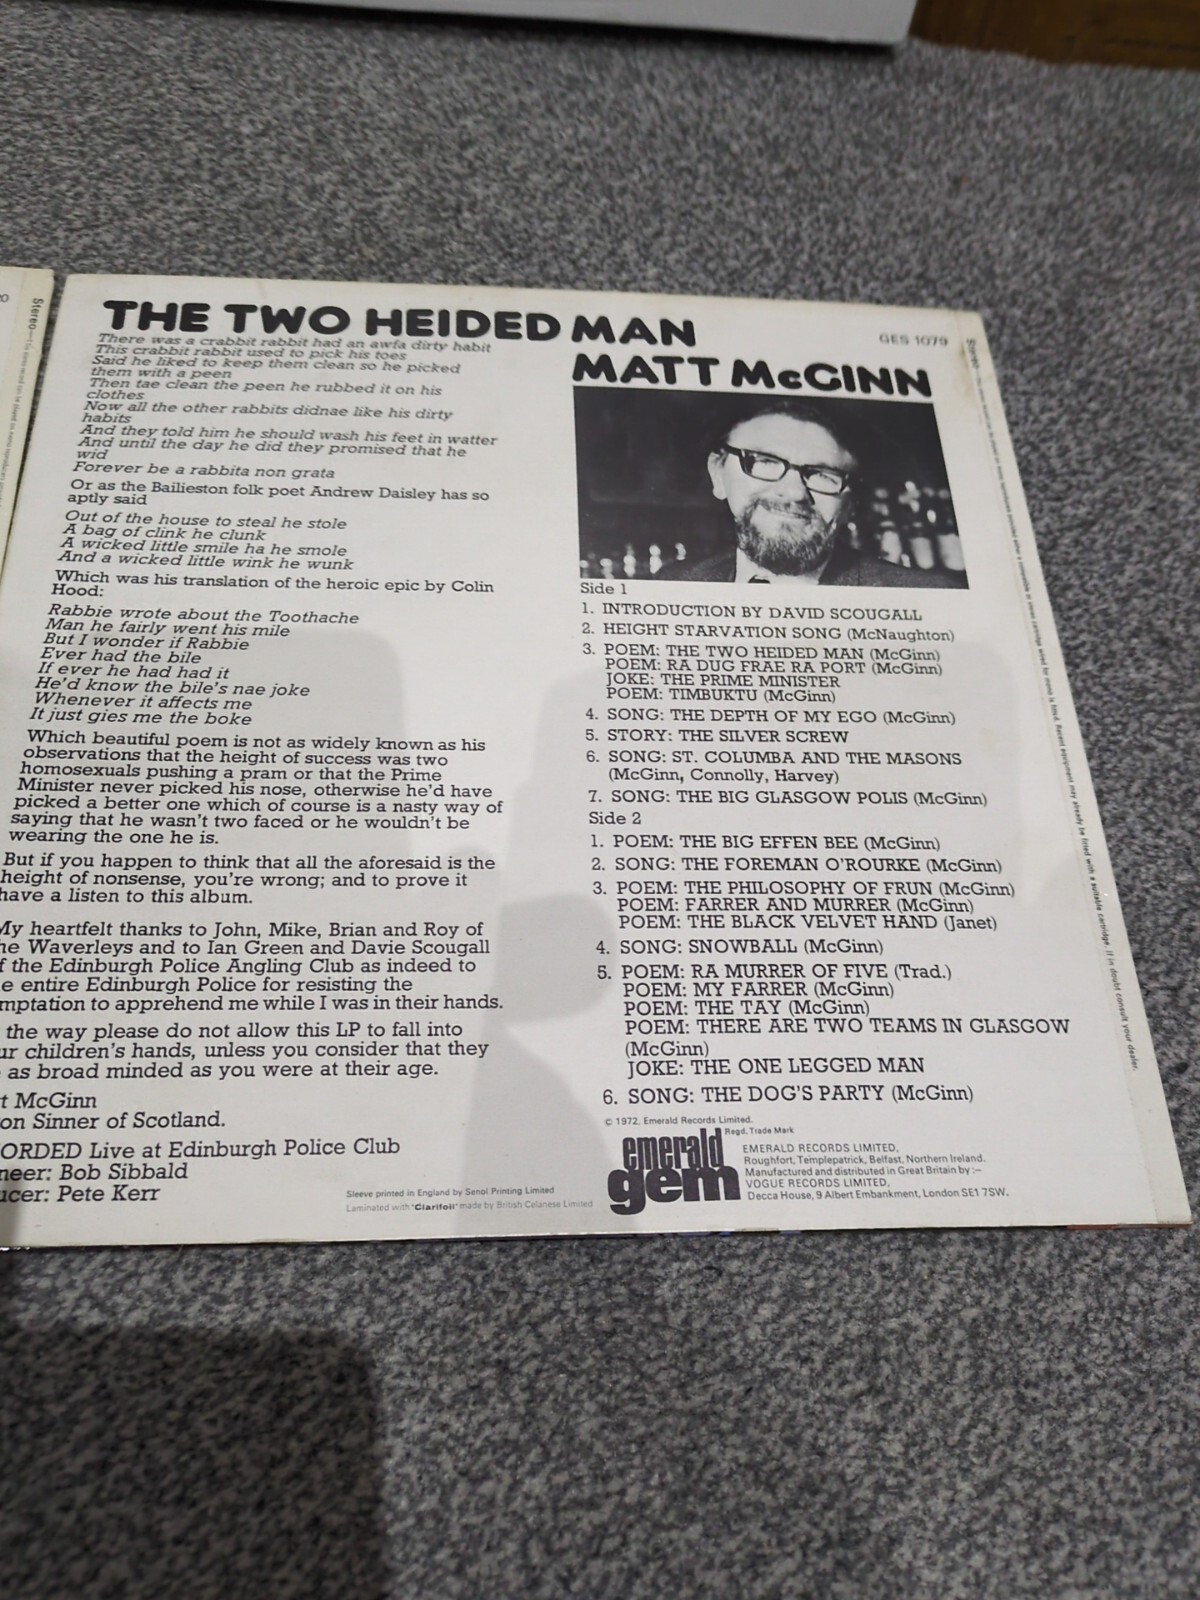 THE TWO HEIDED MAN
There was a crabbit rabbit had an awfa dirty habit
This crabbit rabbit used to pick his toes
Said he liked to keep them clean so he picked
them with a peen
Then tae clean the peen he rubbed it on his
clothes
Now all the other rabbits didnae like his dirty
habits
And they told him he should wash his feet in watter
And until the day he did they promised that he
wid
Forever be a rabbita non grata
Or as the Bailieston folk poet Andrew Daisley has so
aptly said
Out of the house to steal he stole
A bag of clink he clunk
A wicked little smile ha he smole
And a wicked little wink he wunk
Which was his translation of the heroic epic by Colin
Hood:
Rabbie wrote about the Toothache
Man he fairly went his mile
But I wonder if Rabbie
Ever had the bile
If ever he had had it
He'd know the bile's nae joke
Whenever it affects me
It just gies me the boke
Which beautiful poem is not as widely known as his
observations that the height of success was two
homosexuals pushing a pram or that the Prime
Minister never picked his nose, otherwise he'd have
picked a better one which of course is a nasty way of
saying that he wasn't two faced or he wouldn't be
wearing the one he is.
But if you happen to think that all the aforesaid is the
height of nonsense, you're wrong; and to prove it
have a listen to this album.
My heartfelt thanks to John, Mike, Brian and Roy of
he Waverleys and to Ian Green and Davie Scougall
f the Edinburgh Police Angling Club as indeed to
e entire Edinburgh Police for resisting the
mptation to apprehend me while I was in their hands.
the way please do not allow this LP to fall into
ur children's hands, unless you consider that they
as broad minded as you were at their age.
t McGinn
on Sinner of Scotland.
ORDED Live at Edinburgh Police Club
neer: Bob Sibbald
ucer: Pete Kerr
Sleeve printed in England by Senol Printing Limited
Laminated with 'Clarifoil' made by British Celanese Limited
GES 1079
MATT McGINN
Side 1
1. INTRODUCTION BY DAVID SCOUGALL
2. HEIGHT STARVATION SONG (McNaughton)
3. POEM: THE TWO HEIDED MAN (McGinn)
POEM: RA DUG FRAE RA PORT (McGinn)
JOKE: THE PRIME MINISTER
POEM: TIMBUKTU (McGinn)
4. SONG: THE DEPTH OF MY EGO (McGinn)
5. STORY: THE SILVER SCREW
6. SONG: ST. COLUMBA AND THE MASONS
(McGinn, Connolly, Harvey)
7. SONG: THE BIG GLASGOW POLIS (McGinn)
Side 2
1. POEM: THE BIG EFFEN BEE (McGinn)
2. SONG: THE FOREMAN O'ROURKE (McGinn)
3. POEM: THE PHILOSOPHY OF FRUN (McGinn)
POEM: FARRER AND MURRER (McGinn)
POEM: THE BLACK VELVET HAND (Janet)
4. SONG: SNOWBALL (McGinn)
5. POEM: RA MURRER OF FIVE (Trad.)
POEM: MY FARRER (McGinn)
POEM: THE TAY (McGinn)
POEM: THERE ARE TWO TEAMS IN GLASGOW
(McGinn)
JOKE: THE ONE LEGGED MAN
6. SONG: THE DOG'S PARTY (McGinn)
© 1972, Emerald Records Limited.
Regd. Trade Mark
emerald
gem
EMERALD RECORDS LIMITED,
Roughfort, Templepatrick, Belfast, Northern Ireland.
Manufactured and distributed in Great Britain by :—
VOGUE RECORDS LIMITED,
Decca House, 9 Albert Embankment, London SE1 7SW.
Stereo
if in doubt consult your dealer.
Stereo